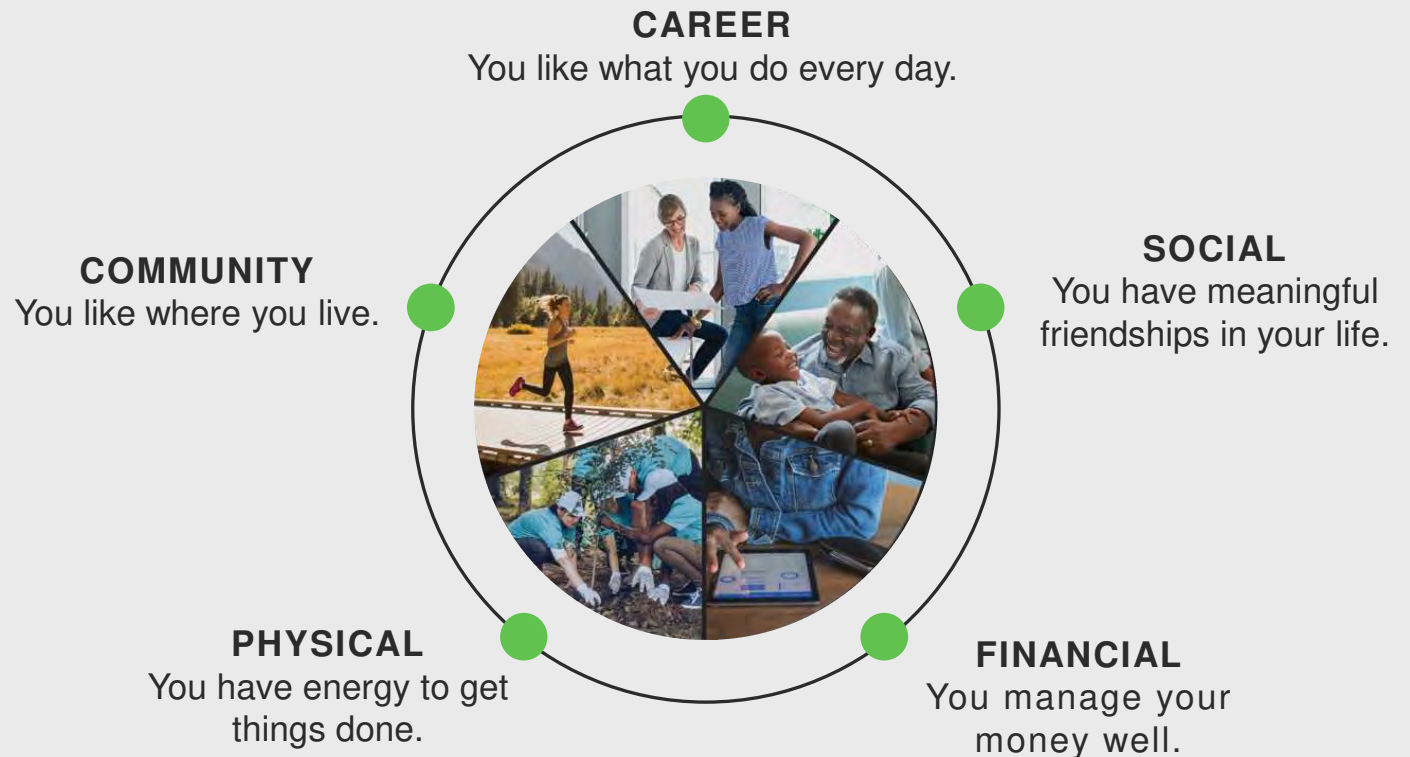 CAREER
You like what you do every day.
SOCIAL
You have meaningful
friendships in your life.
FINANCIAL
You manage your
money well.
PHYSICAL
You have energy to get
things done.
COMMUNITY
You like where you live.